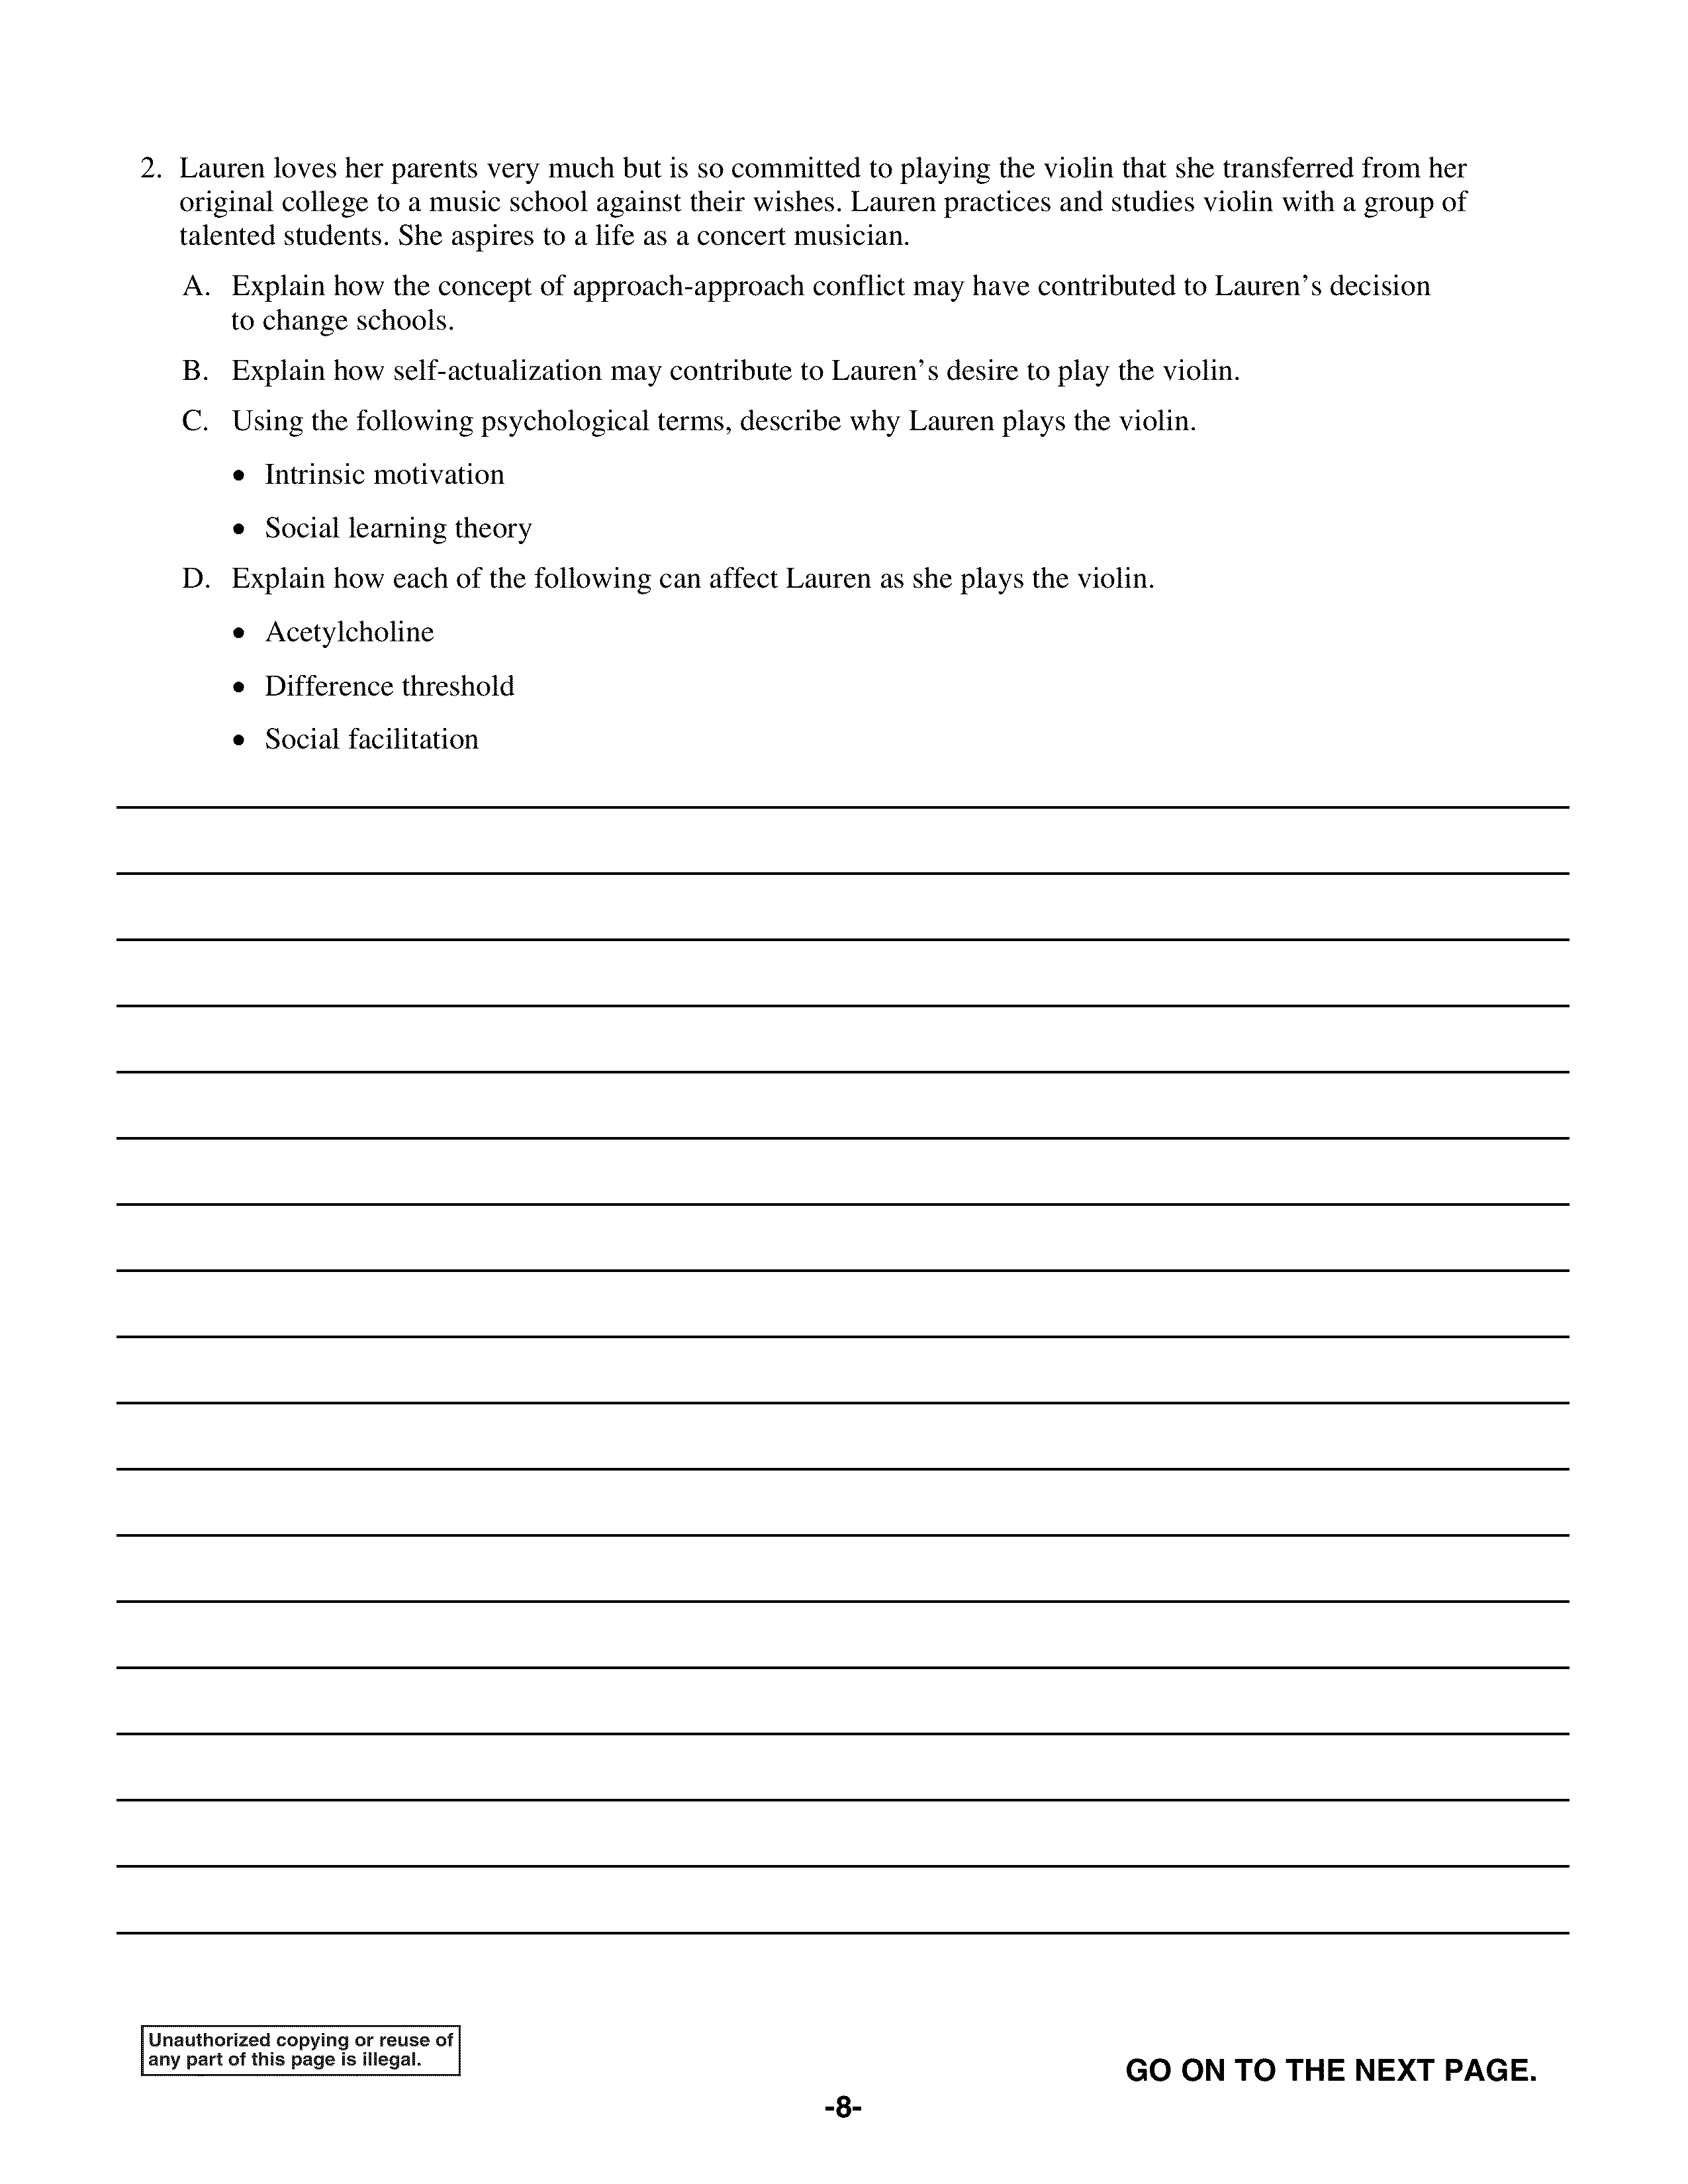 2. Lauren loves her parents very much but is so committed to playing the violin that she transferred from her
original college to a music school against their wishes. Lauren practices and studies violin with a group of
talented students. She aspires to a life as a concert musician.
A. Explain how the concept of approach-approach conflict may have contributed to Lauren's decision
to change schools.
B. Explain how self-actualization may contribute to Lauren's desire to play the violin.
C. Using the following psychological terms, describe why Lauren plays the violin.
• Intrinsic motivation
• Social learning theory
D. Explain how each of the following can affect Lauren as she plays the violin.
• Acetylcholine
• Difference threshold
• Social facilitation
Unauthorized copying or reuse of
any part of this page is illegal.
GO ON TO THE NEXT PAGE.
-8-